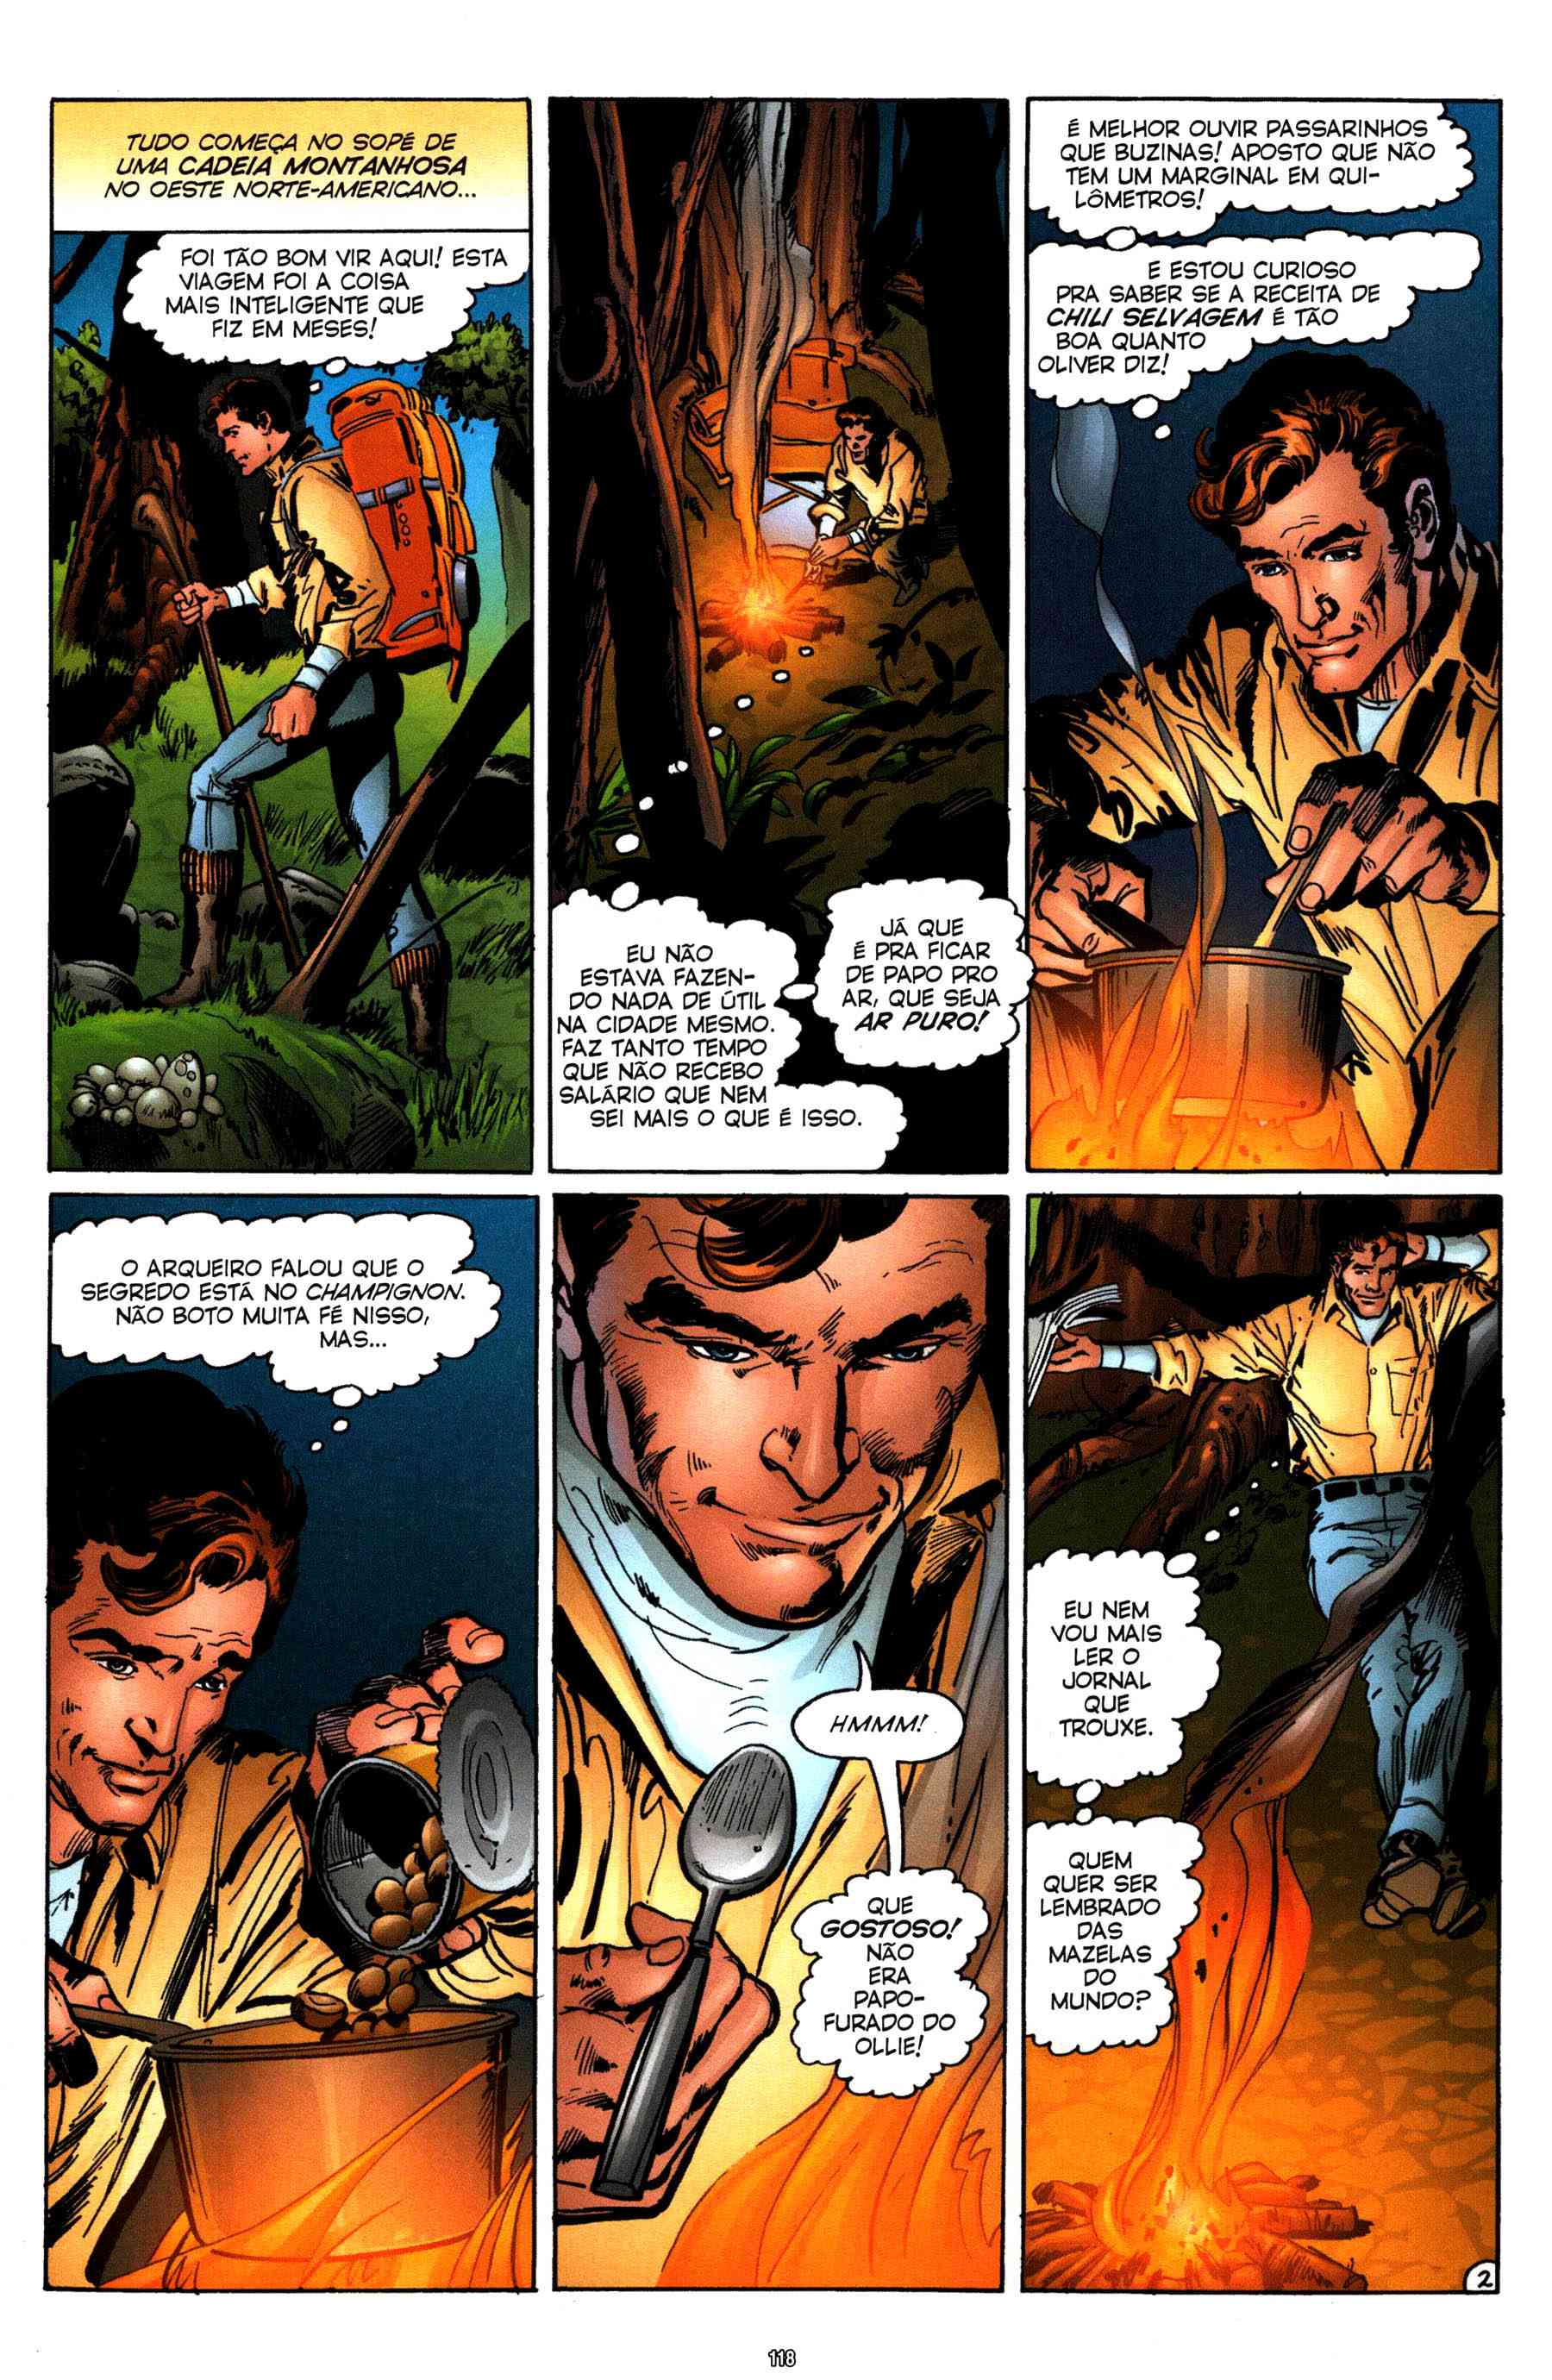 TUDO COMEÇA NO SOPÉ DE
UMA CADEIA MONTANHOSA
NO OESTE NORTE-AMERICANO...
FOI TÃO BOM VIR AQUI! ESTA
VIAGEM FOI A COISA
MAIS INTELIGENTE QUE
FIZ EM MESES!
EU NÃO
ESTAVA FAZEN-
DO NADA DE ÚTIL
NA CIDADE MESMO.
FAZ TANTO TEMPO
QUE NÃO RECEBO
SALÁRIO QUE NEM
SEI MAIS O QUE É ISSO.
JÁ QUE
É PRA FICAR
DE PAPO PRO
AR, QUE SEJA
AR PURO!
É MELHOR OUVIR PASSARINHOS
QUE BUZINAS! APOSTO QUE NÃO
TEM UM MARGINAL EM QUI-
LÔMETROS!
E ESTOU CURIOSO
PRA SABER SE A RECEITA DE
CHILI SELVAGEM É TÃO
BOA QUANTO
OLIVER DIZ!
O ARQUEIRO FALOU QUE O
SEGREDO ESTÁ NO CHAMPIGNON.
NÃO BOTO MUITA FÉ NISSO,
MAS...
HMMM!
QUE
GOSTOSO!
NÃO
ERA
PAPO-
FURADO DO
OLLIE!
EU NEM
VOU MAIS
LER O
JORNAL
QUE
TROUXE.
QUEM
QUER SER
LEMBRADO
DAS
MAZELAS
DO
MUNDO?
2
118